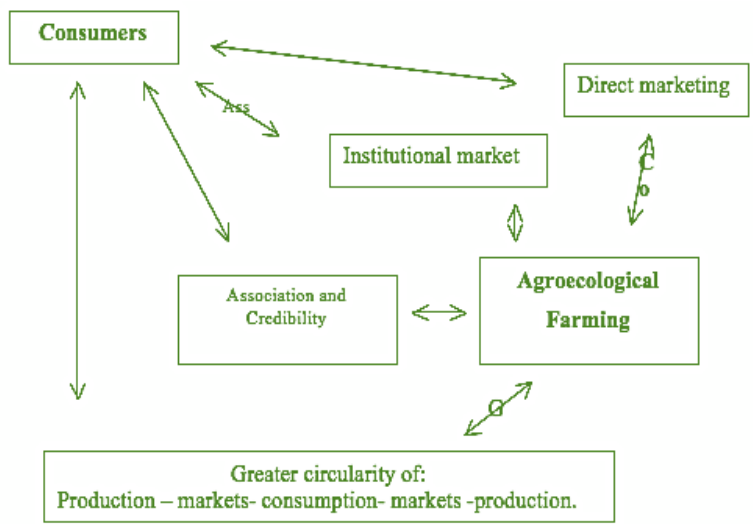 Consumers
Direct marketing
Ass
Institutional market
Co
Association and
Credibility
Agroecological
Farming
G
Greater circularity of:
Production – markets- consumption- markets -production.